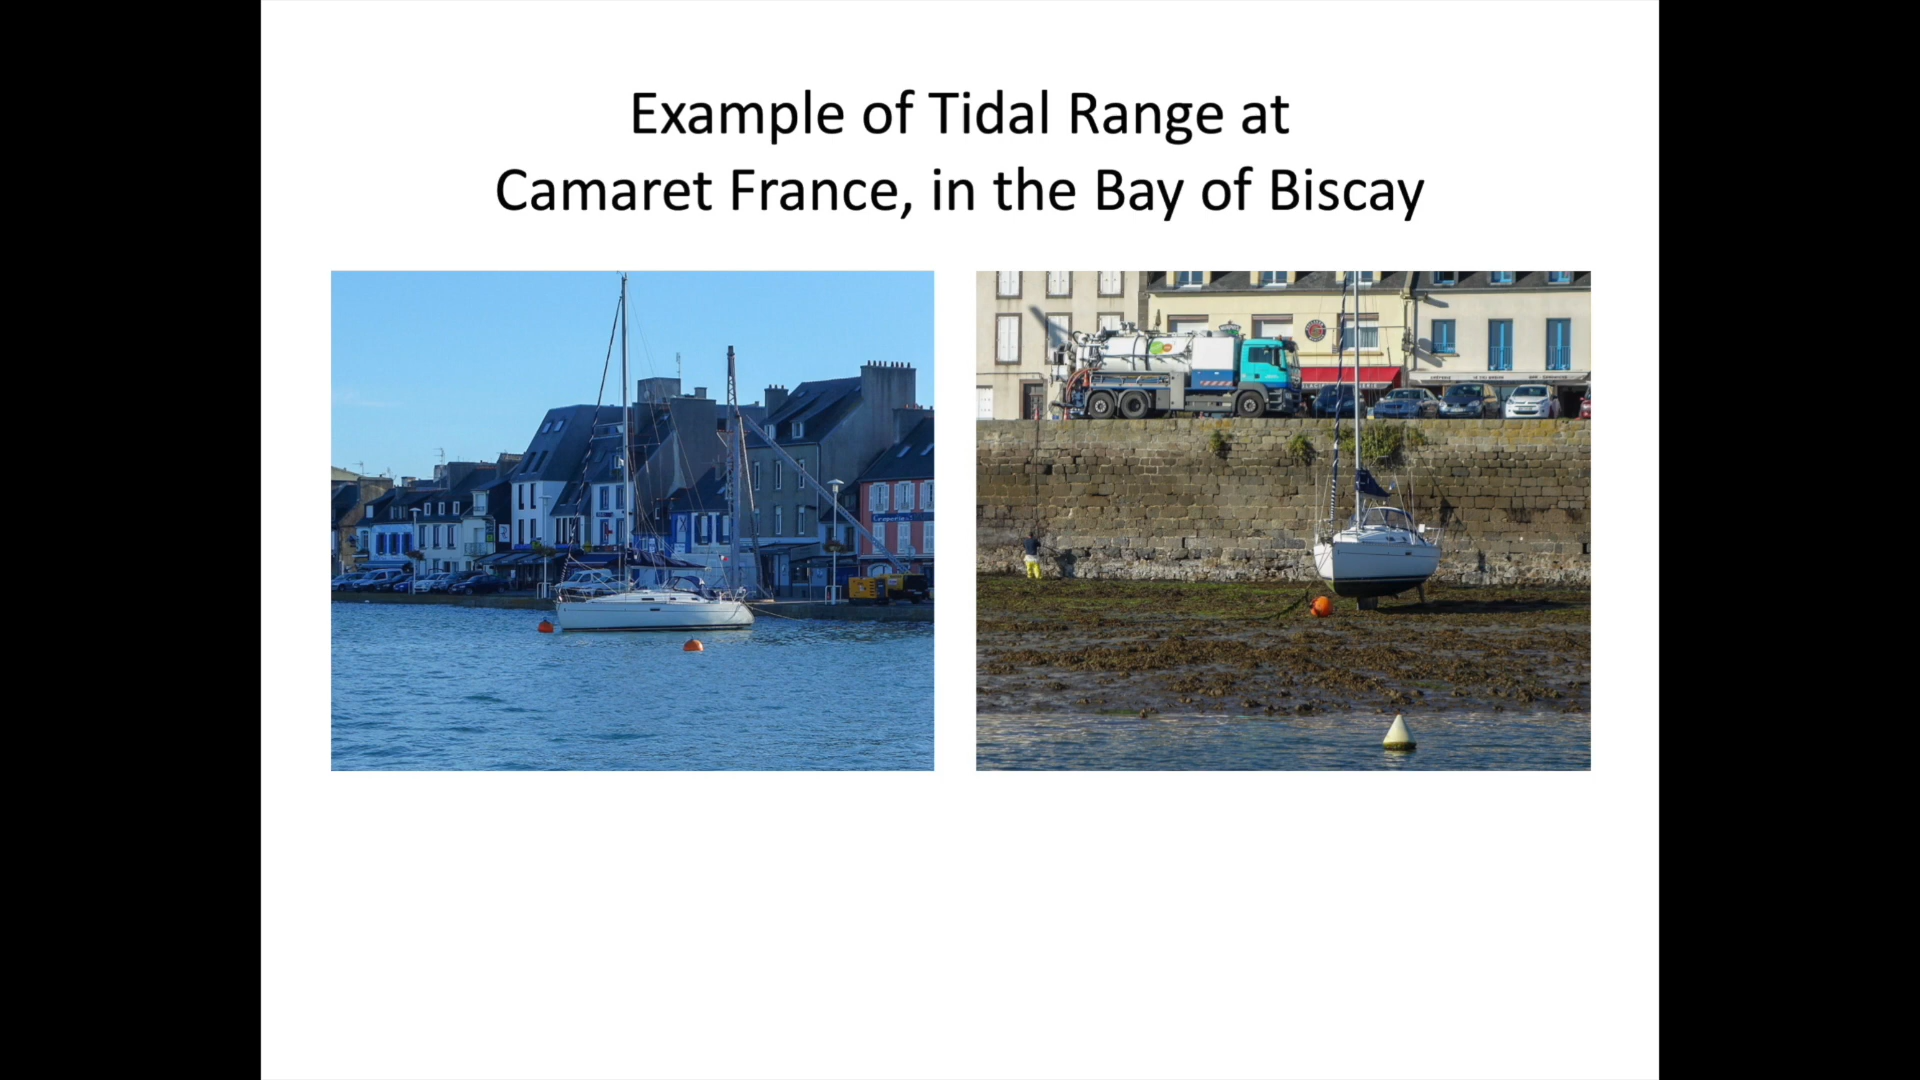 Example of Tidal Range at
Camaret France, in the Bay of Biscay